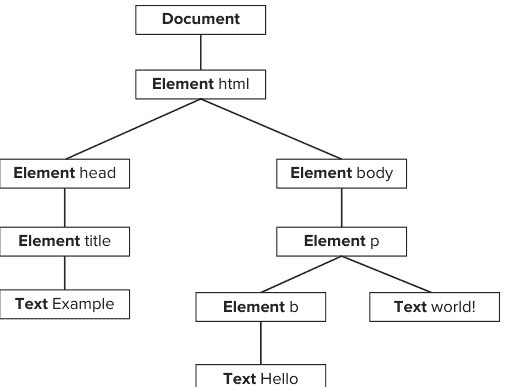 Document
Element html
Element head
Element body
Element title
Element p
Text Example
Element b
Text world!
Text Hello